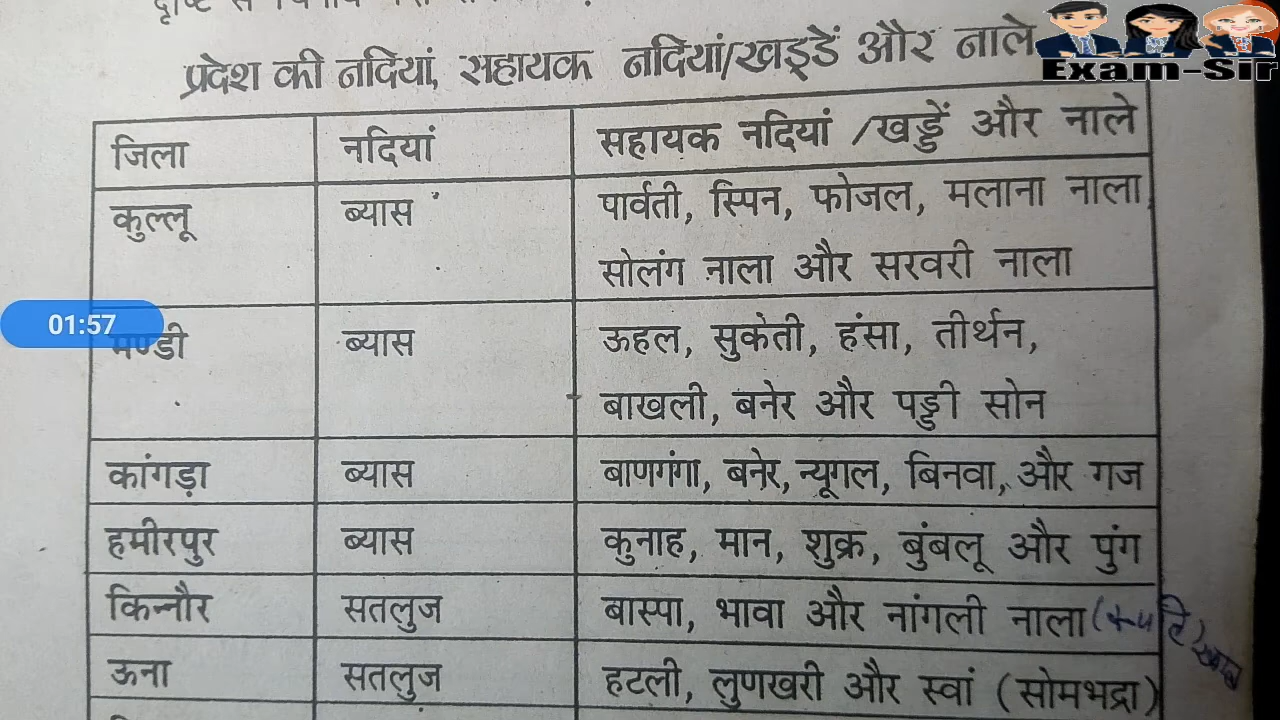 प्रदेश की नदियां, सहायक नदियां/खड्डें और नाले
Exam-Sir
जिला नदियां सहायक नदियां /खड्डें और नाले
कुल्लू ब्यास पार्वती, स्पिन, फोजल, मलाना नाला,
सोलंग नाला और सरवरी नाला
01:57
मण्डी ब्यास ऊहल, सुकेती, हंसा, तीर्थन,
बाखली, बनेर और पड्डी सोन
कांगड़ा ब्यास बाणगंगा, बनेर, न्यूगल, बिनवा, और गज
हमीरपुर ब्यास कुनाह, मान, शुक्र, बुंबलू और पुंग
किन्नौर सतलुज बास्पा, भावा और नांगली नाला
ऊना सतलुज हटली, लुणखरी और स्वां (सोमभद्रा)